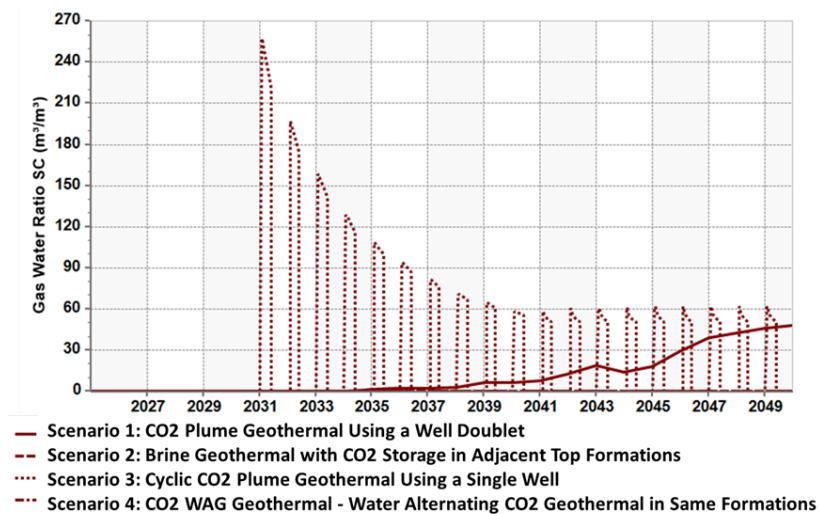 270
240
210
180
150
120
90
60
30
0
Gas Water Ratio SC (m³/m³)
2027 2029 2031 2033 2035 2037 2039 2041 2043 2045 2047 2049
Scenario 1: CO2 Plume Geothermal Using a Well Doublet
Scenario 2: Brine Geothermal with CO2 Storage in Adjacent Top Formations
Scenario 3: Cyclic CO2 Plume Geothermal Using a Single Well
Scenario 4: CO2 WAG Geothermal - Water Alternating CO2 Geothermal in Same Formations